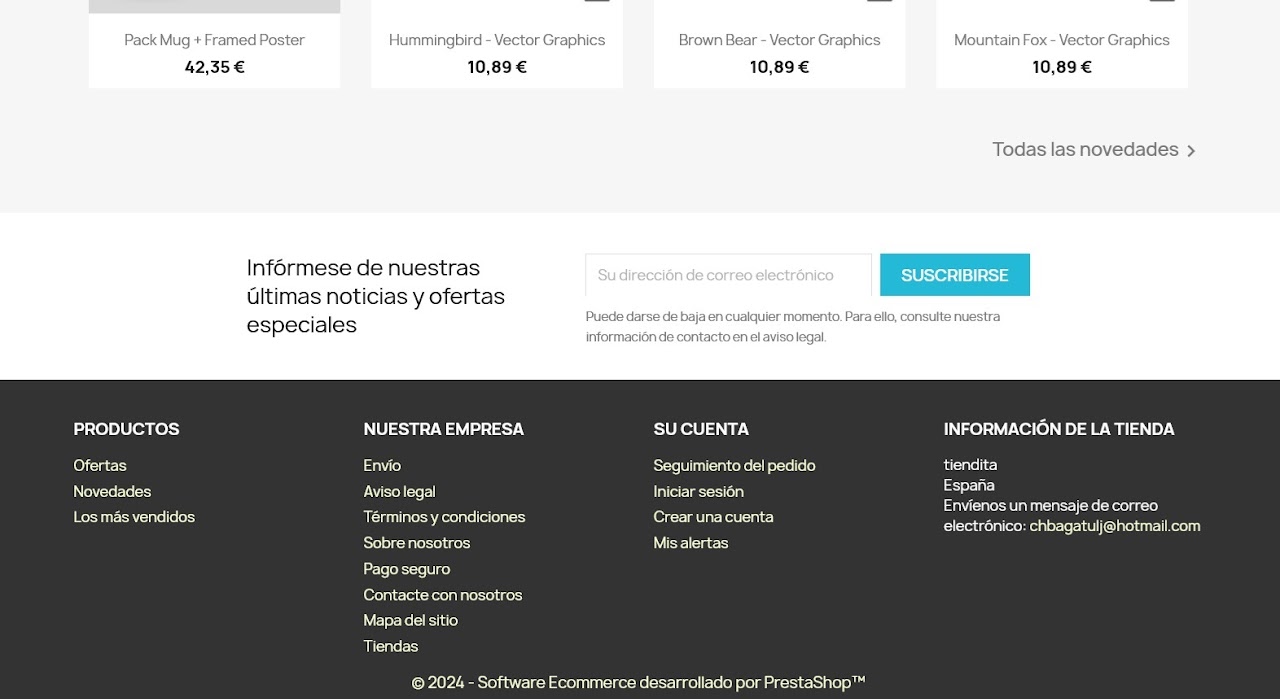 Pack Mug + Framed Poster
42,35 €
Hummingbird - Vector Graphics
10,89 €
Brown Bear - Vector Graphics
10,89 €
Mountain Fox - Vector Graphics
10,89 €
Todas las novedades
Infórmese de nuestras
últimas noticias y ofertas
especiales
Su dirección de correo electrónico
SUSCRIBIRSE
Puede darse de baja en cualquier momento. Para ello, consulte nuestra
información de contacto en el aviso legal.
PRODUCTOS
Ofertas
Novedades
Los más vendidos
NUESTRA EMPRESA
Envío
Aviso legal
Términos y condiciones
Sobre nosotros
Pago seguro
Contacte con nosotros
Mapa del sitio
Tiendas
SU CUENTA
Seguimiento del pedido
Iniciar sesión
Crear una cuenta
Mis alertas
INFORMACIÓN DE LA TIENDA
tiendita
España
Envíenos un mensaje de correo
electrónico: chbagatulj@hotmail.com
© 2024 - Software Ecommerce desarrollado por PrestaShop™